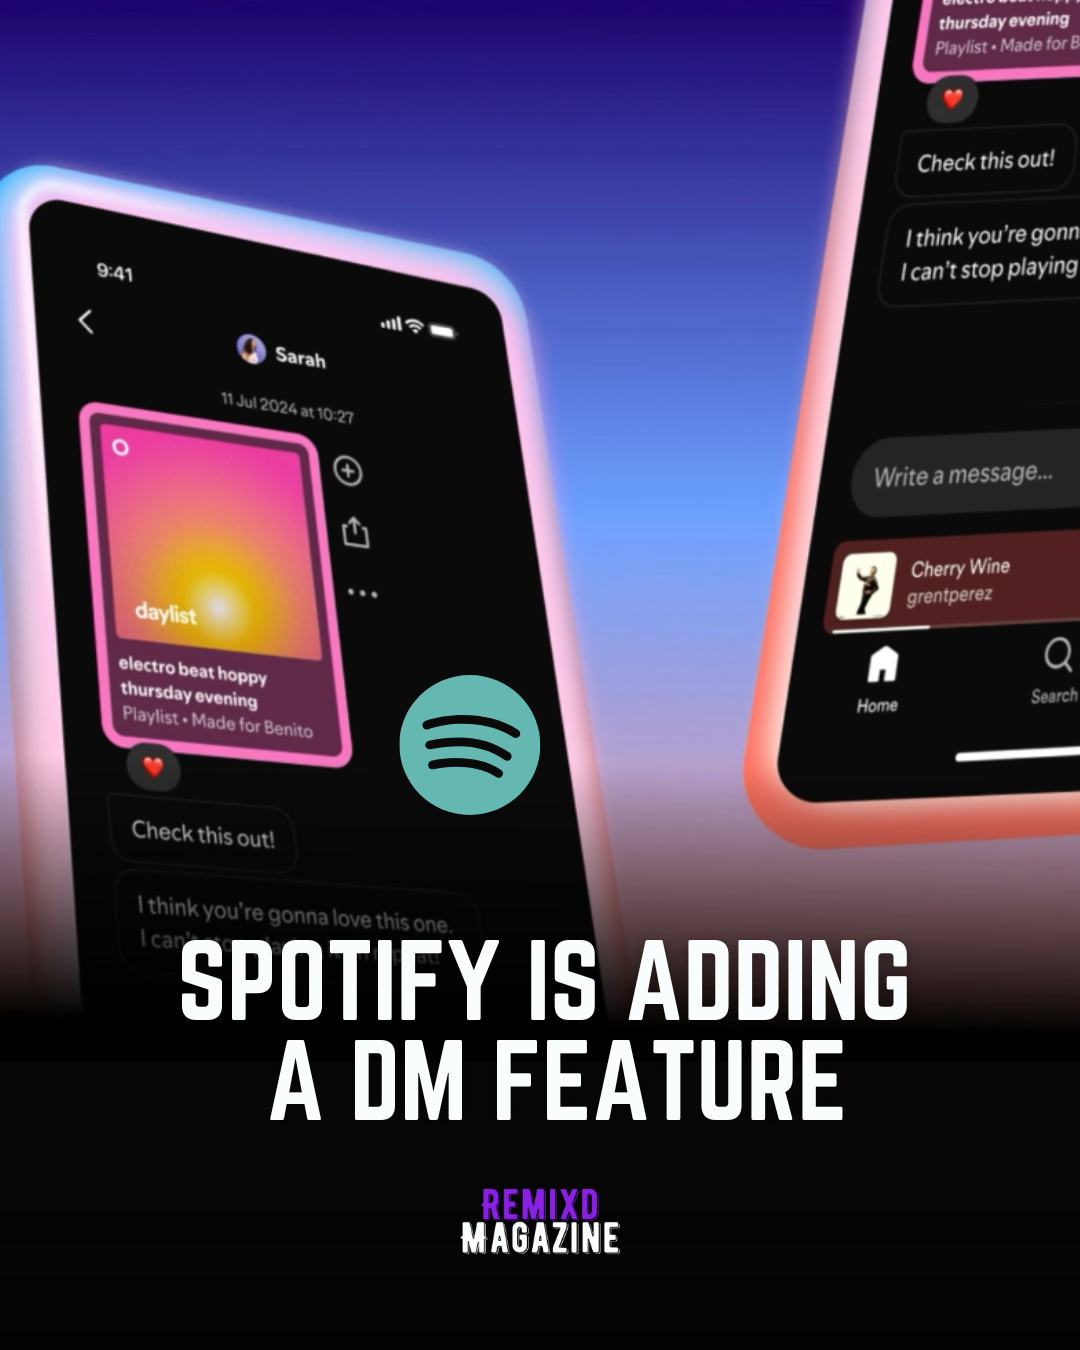 9:41
Sarah
11 Jul 2024 at 10:27
daylist
electro beat hoppy
thursday evening
Playlist • Made for Benito
Check this out!
I think you're gonna love this one.
I can't
thursday evening
Playlist • Made for B
Check this out!
I think you're gonn
I can't stop playing
Write a message...
Cherry Wine
grentperez
Home
Search
SPOTIFY IS ADDING
A DM FEATURE
REMIXD
MAGAZINE